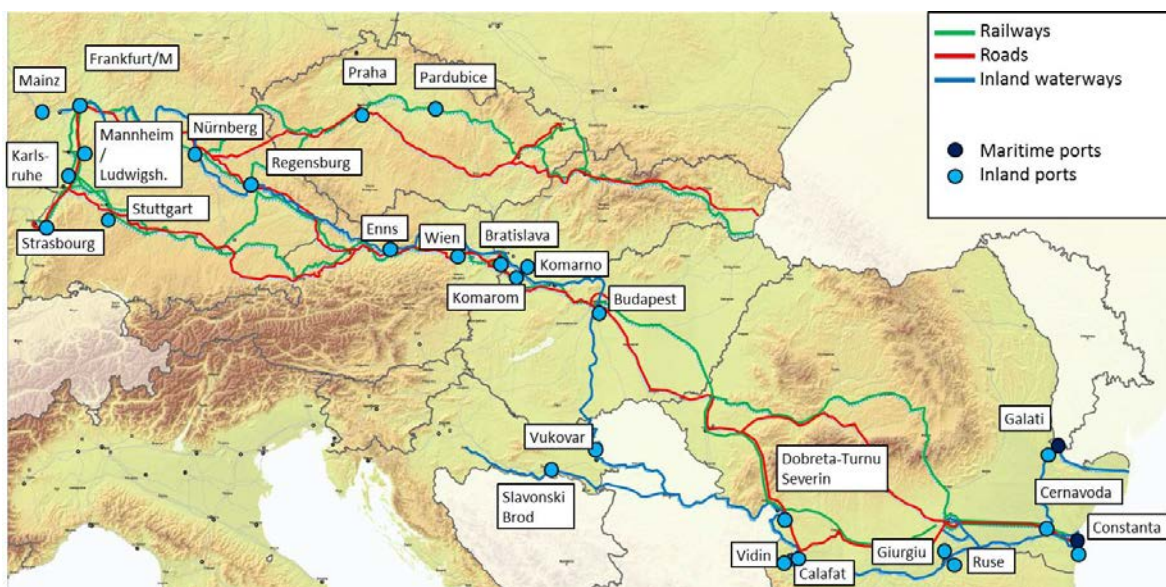 Railways
Roads
Inland waterways
Maritime ports
Inland ports
Frankfurt/M
Mainz
Praha
Pardubice
Nürnberg
Mannheim
/
Ludwigsh.
Karls-
ruhe
Regensburg
Stuttgart
Strasbourg
Enns
Wien
Bratislava
Komarno
Komarom
Budapest
Vukovar
Slavonski
Brod
Dobreta-Turnu
Severin
Galati
Cernavoda
Constanta
Vidin
Calafat
Giurgiu
Ruse